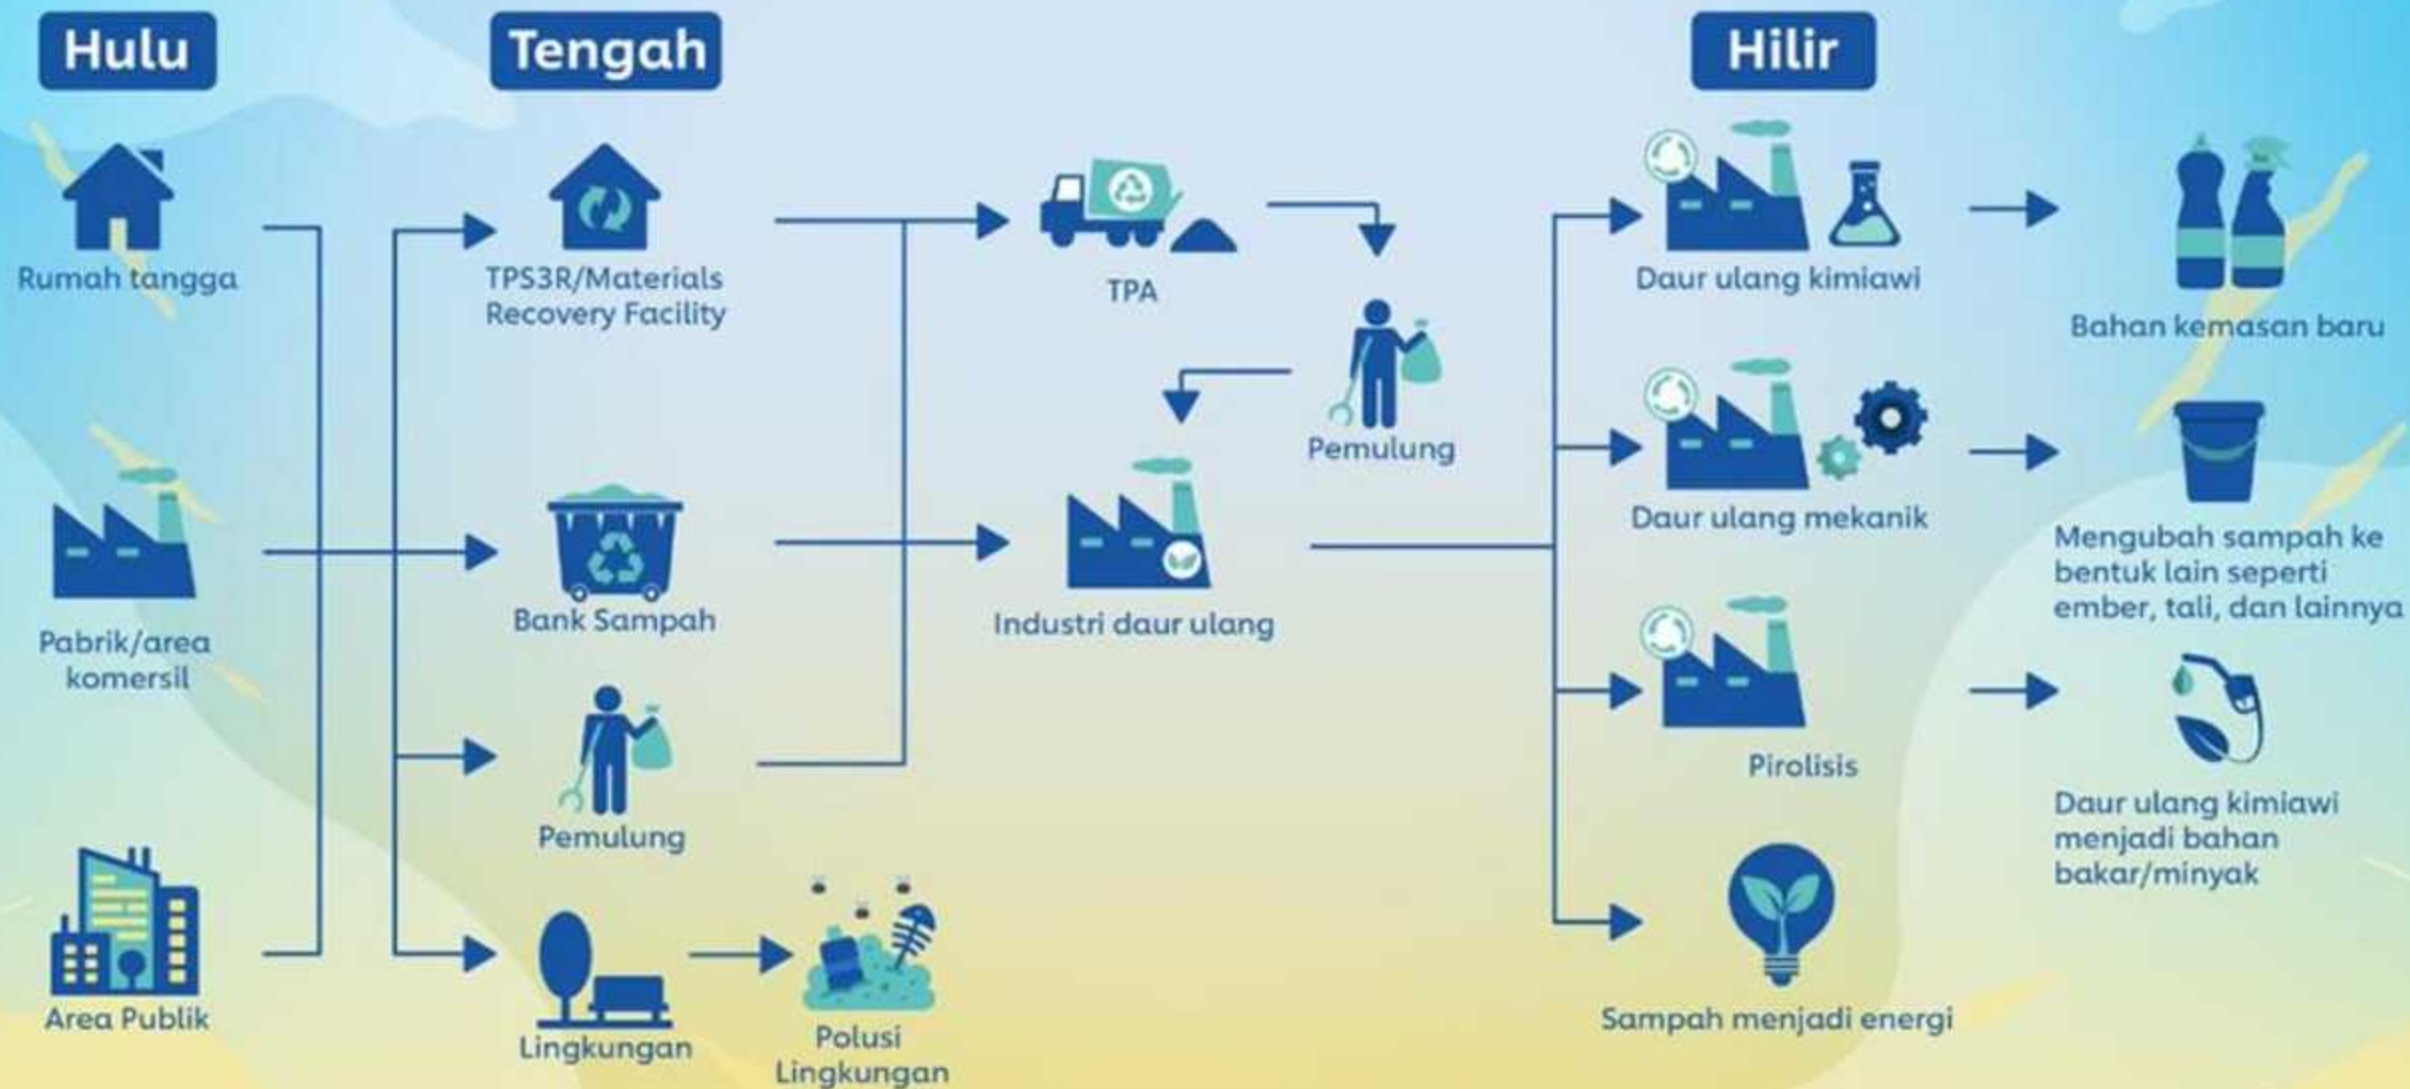 Hulu
Tengah
Hilir
Rumah tangga
TPS3R/Materials
Recovery Facility
TPA
Pemulung
Daur ulang kimiawi
Bahan kemasan baru
Pabrik/area
komersil
Bank Sampah
Industri daur ulang
Daur ulang mekanik
Mengubah sampah ke
bentuk lain seperti
ember, tali, dan lainnya
Pemulung
Pirolisis
Daur ulang kimiawi
menjadi bahan
bakar/minyak
Area Publik
Lingkungan
Polusi
Lingkungan
Sampah menjadi energi